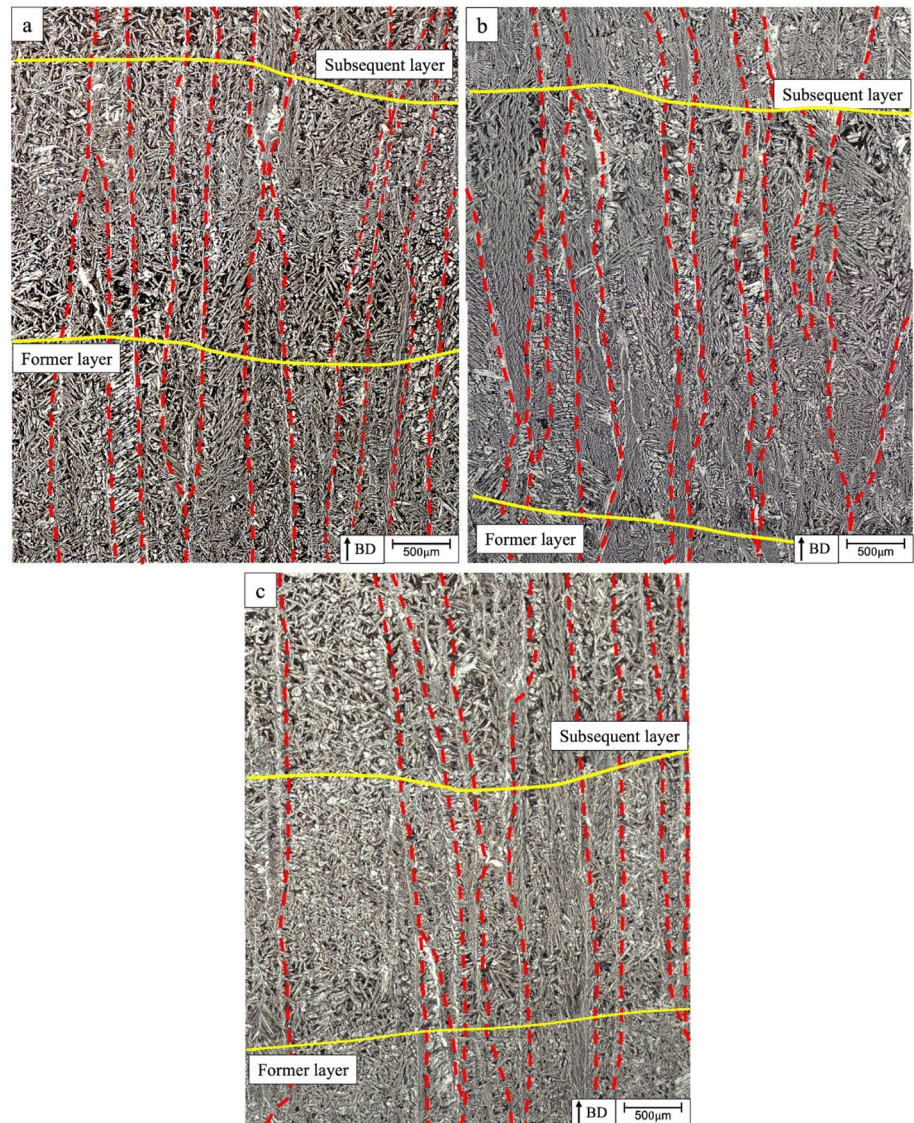 a
Subsequent layer
Former layer
↑ BD
500μm
b
Subsequent layer
Former layer
↑ BD
500μm
c
Subsequent layer
Former layer
↑ BD
500μm